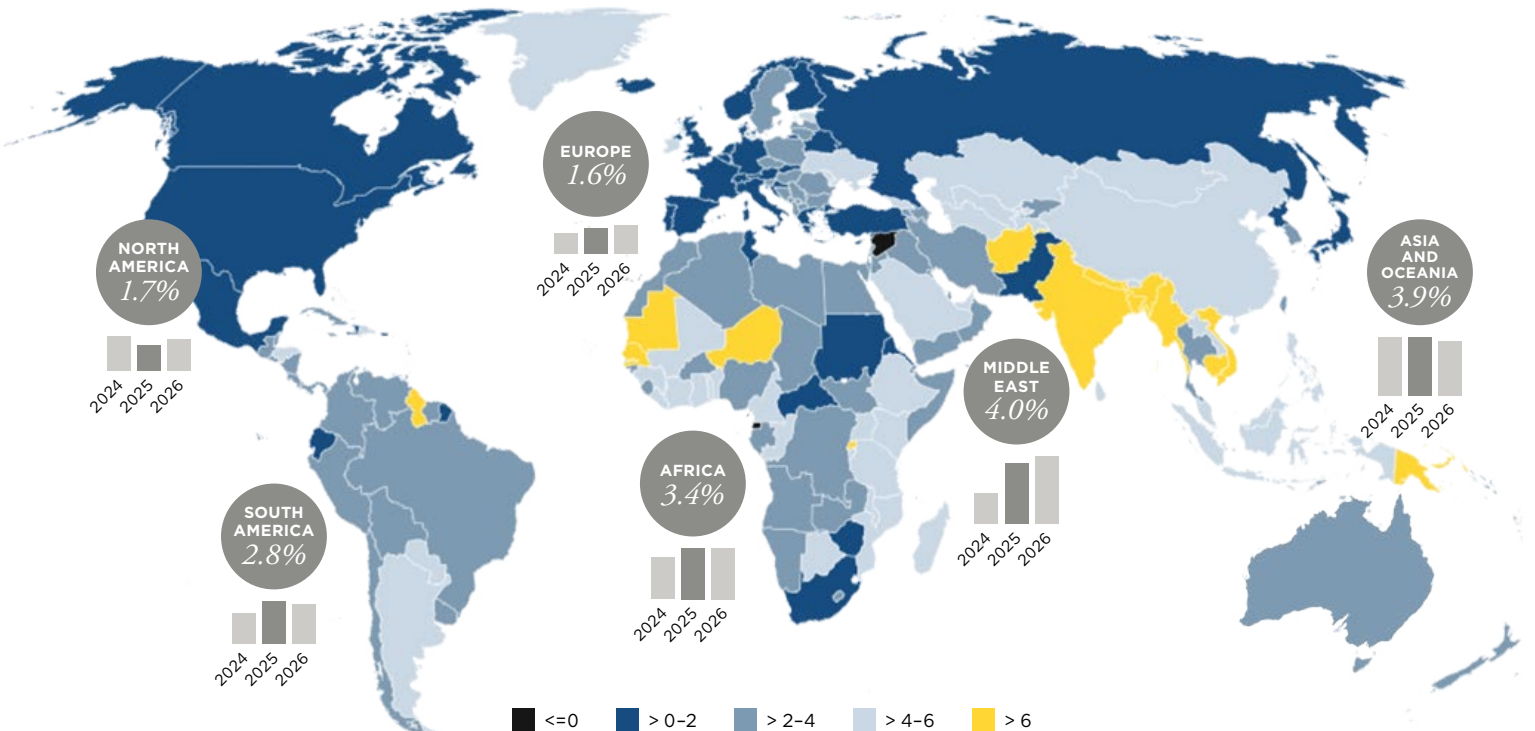 EUROPE
1.6%
2024 2025 2026
NORTH
AMERICA
1.7%
2024 2025 2026
ASIA
AND
OCEANIA
3.9%
2024 2025 2026
MIDDLE
EAST
4.0%
2024 2025 2026
AFRICA
3.4%
2024 2025 2026
SOUTH
AMERICA
2.8%
2024 2025 2026
<=0 > 0–2 > 2–4 > 4–6 > 6